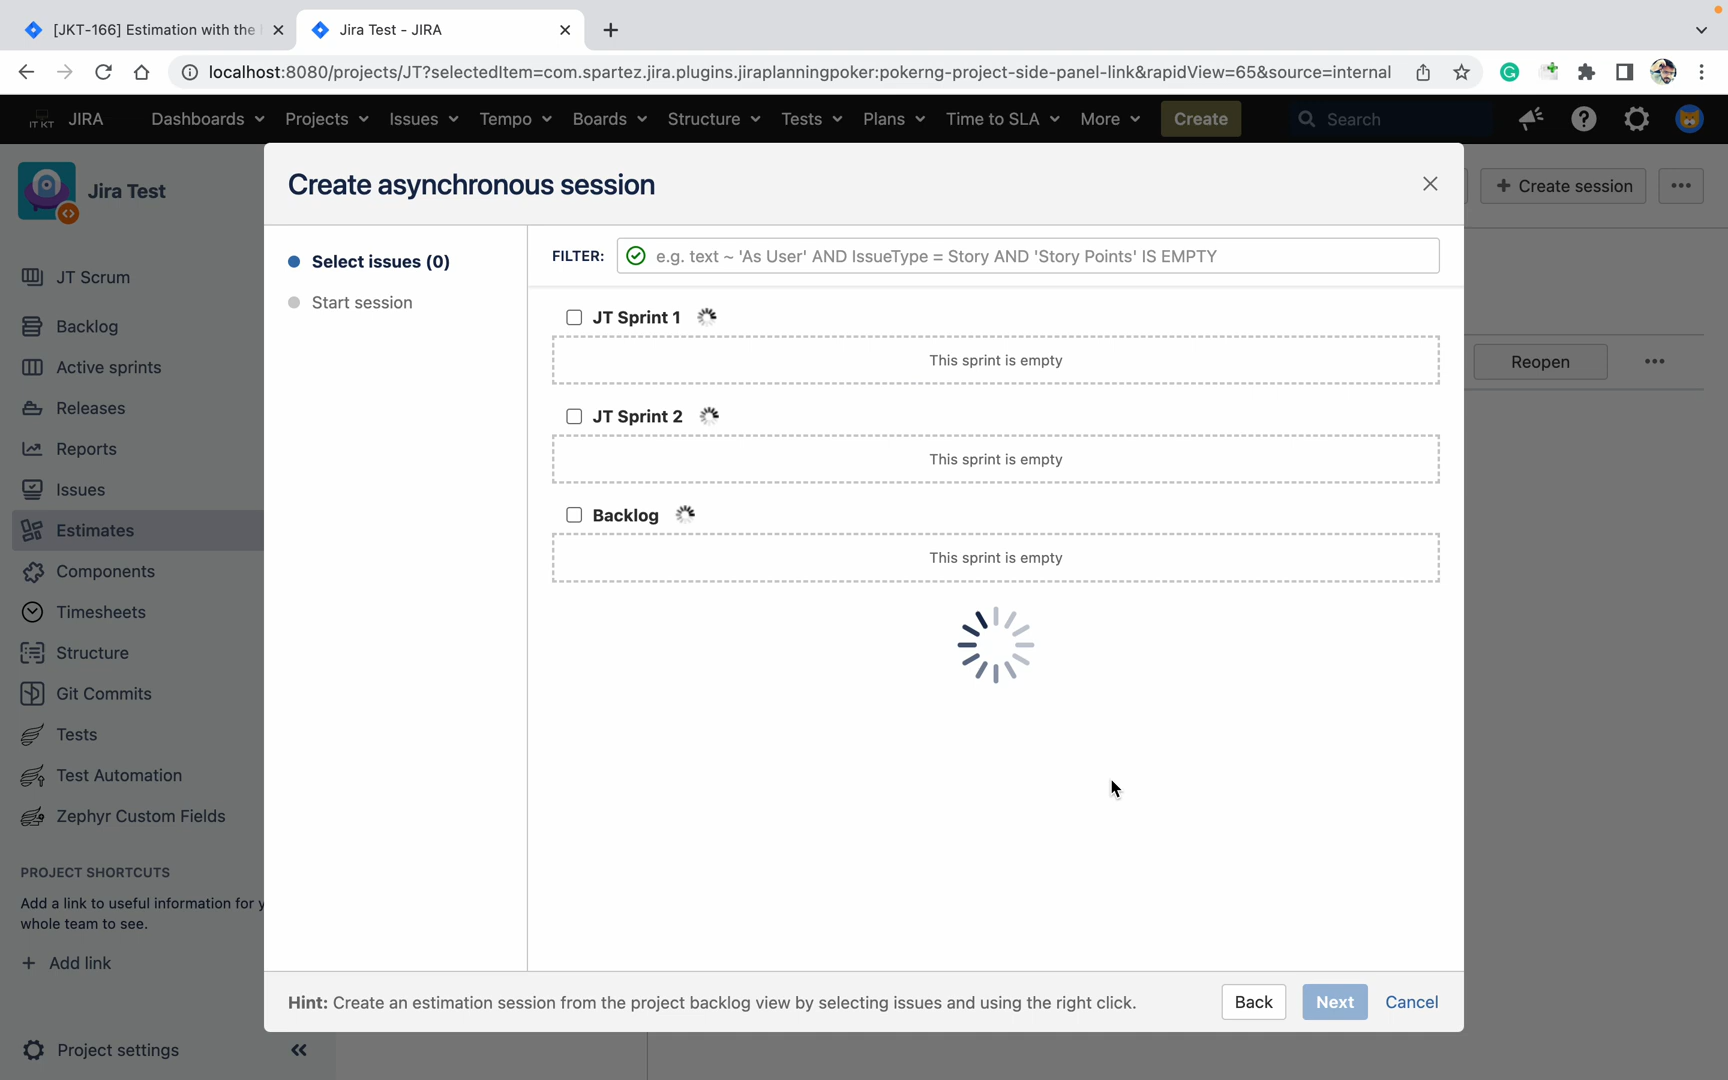 [JKT-166] Estimation with the
Jira Test - JIRA
localhost:8080/projects/JT?selectedItem=com.spartez.jira.plugins.jiraplanningpoker:pokerng-project-side-panel-link&rapidView=65&source=internal
IT KT JIRA Dashboards Projects Issues Tempo Boards Structure Tests Plans Time to SLA More Create Search
Jira Test
JT Scrum
Backlog
Active sprints
Releases
Reports
Issues
Estimates
Components
Timesheets
Structure
Git Commits
Tests
Test Automation
Zephyr Custom Fields
PROJECT SHORTCUTS
Add a link to useful information for y
whole team to see.
+ Add link
Project settings
Create asynchronous session
+ Create session
Select issues (0)
Start session
FILTER: e.g. text ~ 'As User' AND IssueType = Story AND 'Story Points' IS EMPTY
JT Sprint 1
This sprint is empty
JT Sprint 2
This sprint is empty
Backlog
This sprint is empty
Reopen
Hint: Create an estimation session from the project backlog view by selecting issues and using the right click.
Back Next Cancel